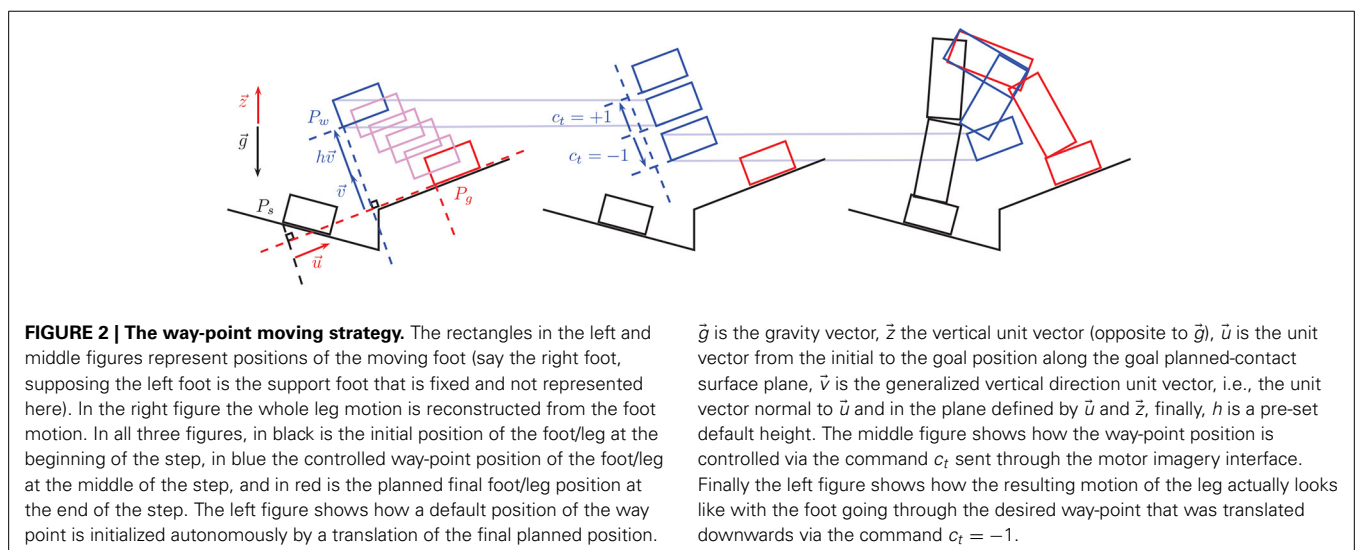 z⃗
g⃗
P_w
hv⃗
v⃗
P_s
u⃗
P_g
c_t = +1
c_t = −1
FIGURE 2 | The way-point moving strategy. The rectangles in the left and
middle figures represent positions of the moving foot (say the right foot,
supposing the left foot is the support foot that is fixed and not represented
here). In the right figure the whole leg motion is reconstructed from the foot
motion. In all three figures, in black is the initial position of the foot/leg at the
beginning of the step, in blue the controlled way-point position of the foot/leg
at the middle of the step, and in red is the planned final foot/leg position at
the end of the step. The left figure shows how a default position of the way
point is initialized autonomously by a translation of the final planned position.
g⃗ is the gravity vector, z⃗ the vertical unit vector (opposite to g⃗), u⃗ is the unit
vector from the initial to the goal position along the goal planned-contact
surface plane, v⃗ is the generalized vertical direction unit vector, i.e., the unit
vector normal to u⃗ and in the plane defined by u⃗ and z⃗, finally, h is a pre-set
default height. The middle figure shows how the way-point position is
controlled via the command c_t sent through the motor imagery interface.
Finally the left figure shows how the resulting motion of the leg actually looks
like with the foot going through the desired way-point that was translated
downwards via the command c_t = −1.